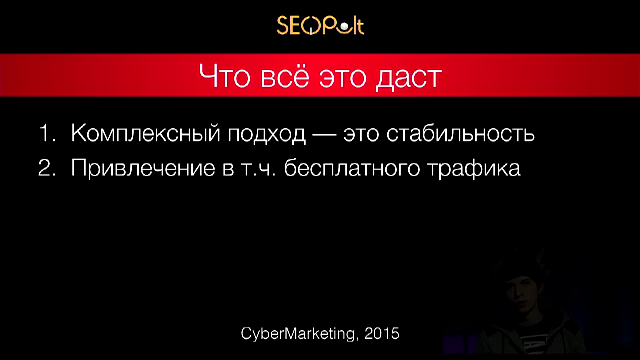 SEOPult
Что всё это даст
1. Комплексный подход — это стабильность
2. Привлечение в т.ч. бесплатного трафика
CyberMarketing, 2015